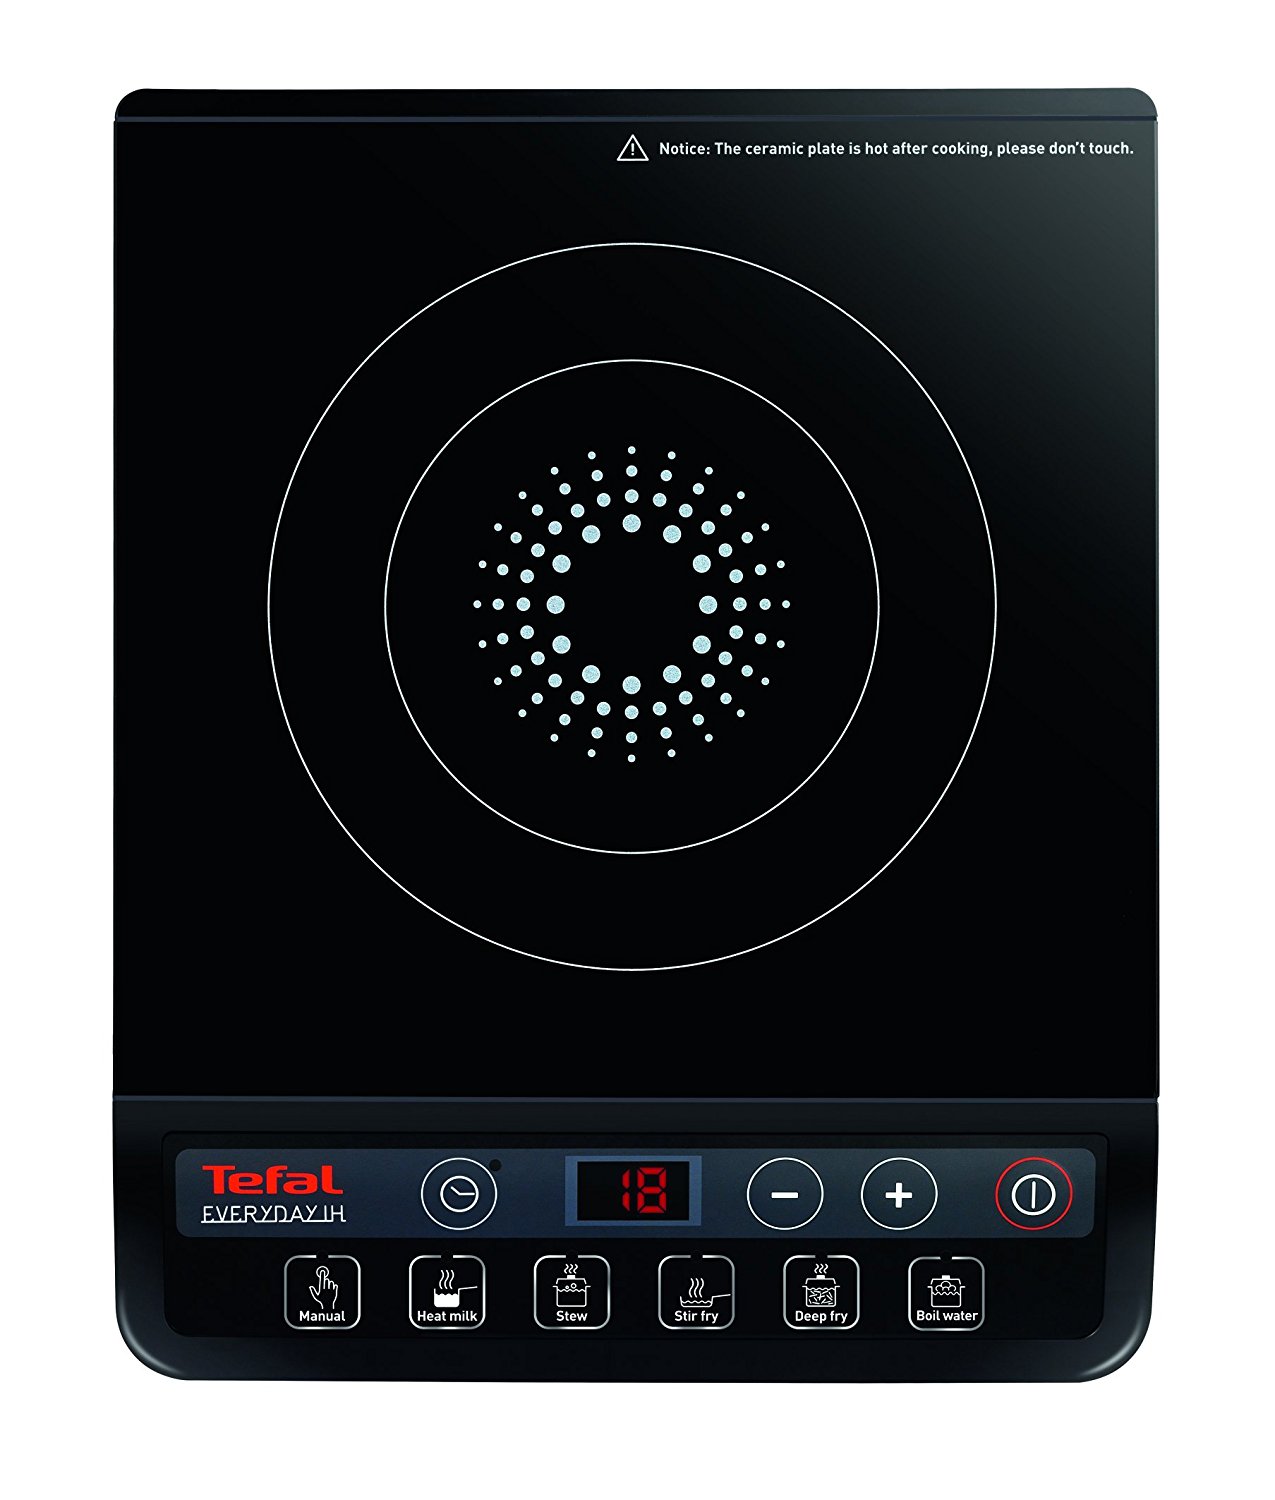 Notice: The ceramic plate is hot after cooking, please don't touch.
Tefal
EVERYDAY IH
18
Manual
Heat milk
Stew
Stir fry
Deep fry
Boil water